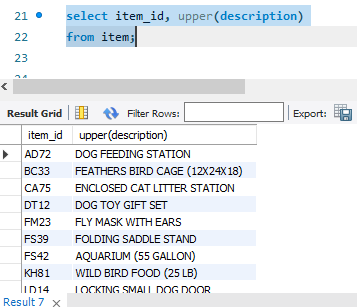 21 select item_id, upper(description)
22 from item;
23
Result Grid Filter Rows: Export:
item_id upper(description)
AD72 DOG FEEDING STATION
BC33 FEATHERS BIRD CAGE (12X24X18)
CA75 ENCLOSED CAT LITTER STATION
DT12 DOG TOY GIFT SET
FM23 FLY MASK WITH EARS
FS39 FOLDING SADDLE STAND
FS42 AQUARIUM (55 GALLON)
KH81 WILD BIRD FOOD (25 LB)
LD14 LOCKING SMALL DOG DOOR
Result 7